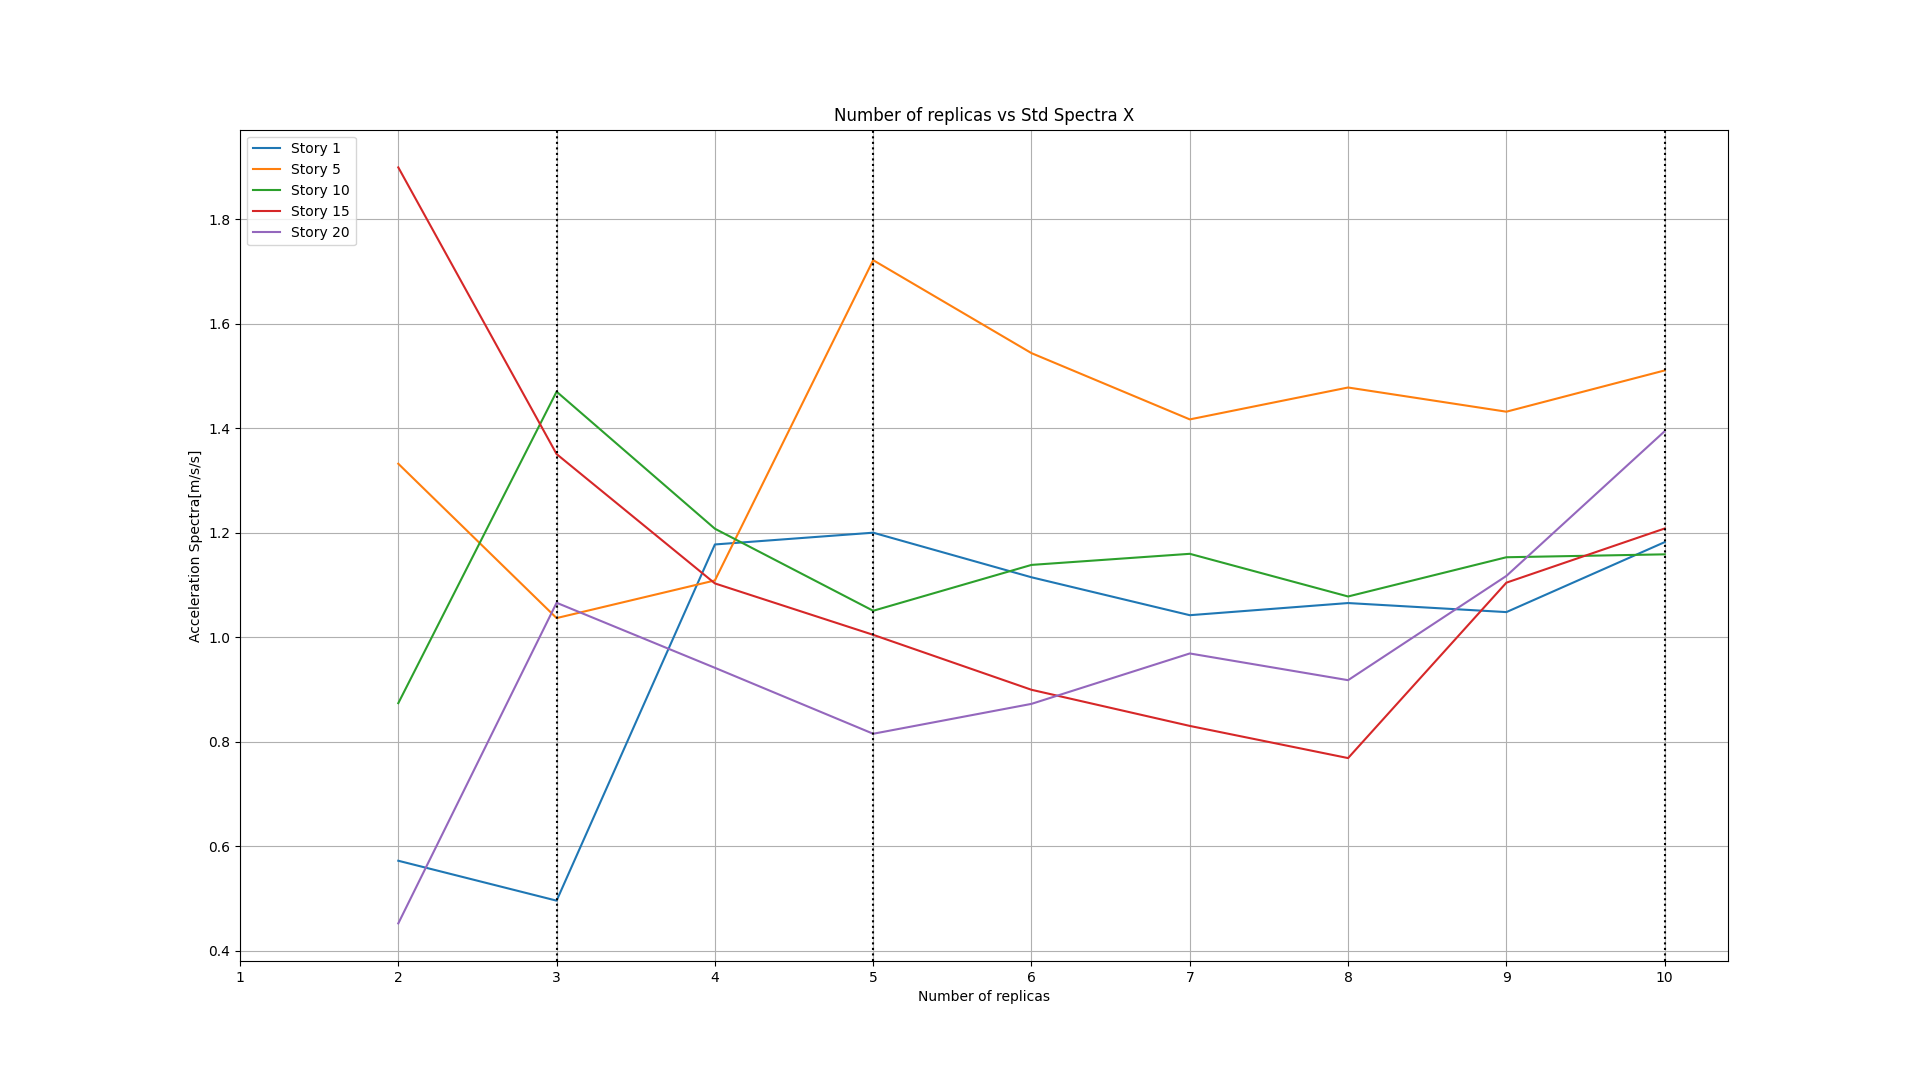 Number of replicas vs Std Spectra X
Story 1
Story 5
Story 10
Story 15
Story 20
Acceleration Spectra[m/s/s]
1.8
1.6
1.4
1.2
1.0
0.8
0.6
0.4
1 2 3 4 5 6 7 8 9 10
Number of replicas